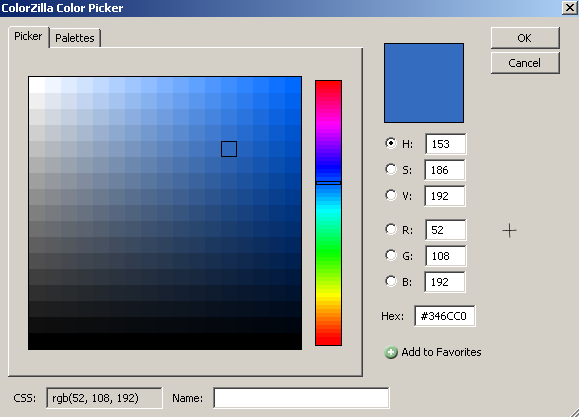 ColorZilla Color Picker
Picker
Palettes
OK
Cancel
H: 153
S: 186
V: 192
R: 52
G: 108
B: 192
Hex: #346CC0
Add to Favorites
CSS: rgb(52, 108, 192)
Name: